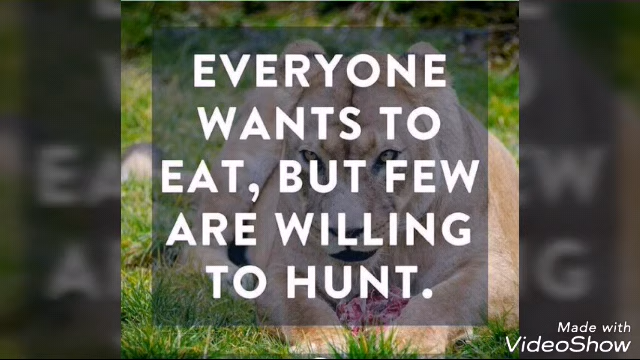 EVERYONE
WANTS TO
EAT, BUT FEW
ARE WILLING
TO HUNT.
Made with
VideoShow